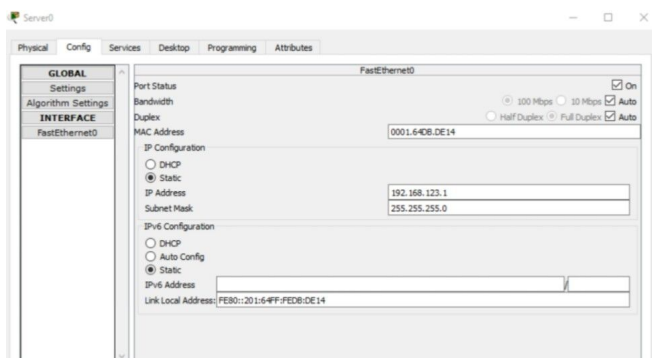 Server0
Physical Config Services Desktop Programming Attributes
GLOBAL
Settings
Algorithm Settings
INTERFACE
FastEthernet0
FastEthernet0
Port Status On
Bandwidth 100 Mbps 10 Mbps Auto
Duplex Half Duplex Full Duplex Auto
MAC Address 0001.64DB.DE14
IP Configuration
DHCP
Static
IP Address 192.168.123.1
Subnet Mask 255.255.255.0
IPv6 Configuration
DHCP
Auto Config
Static
IPv6 Address /
Link Local Address: FE80::201:64FF:FEDB:DE14